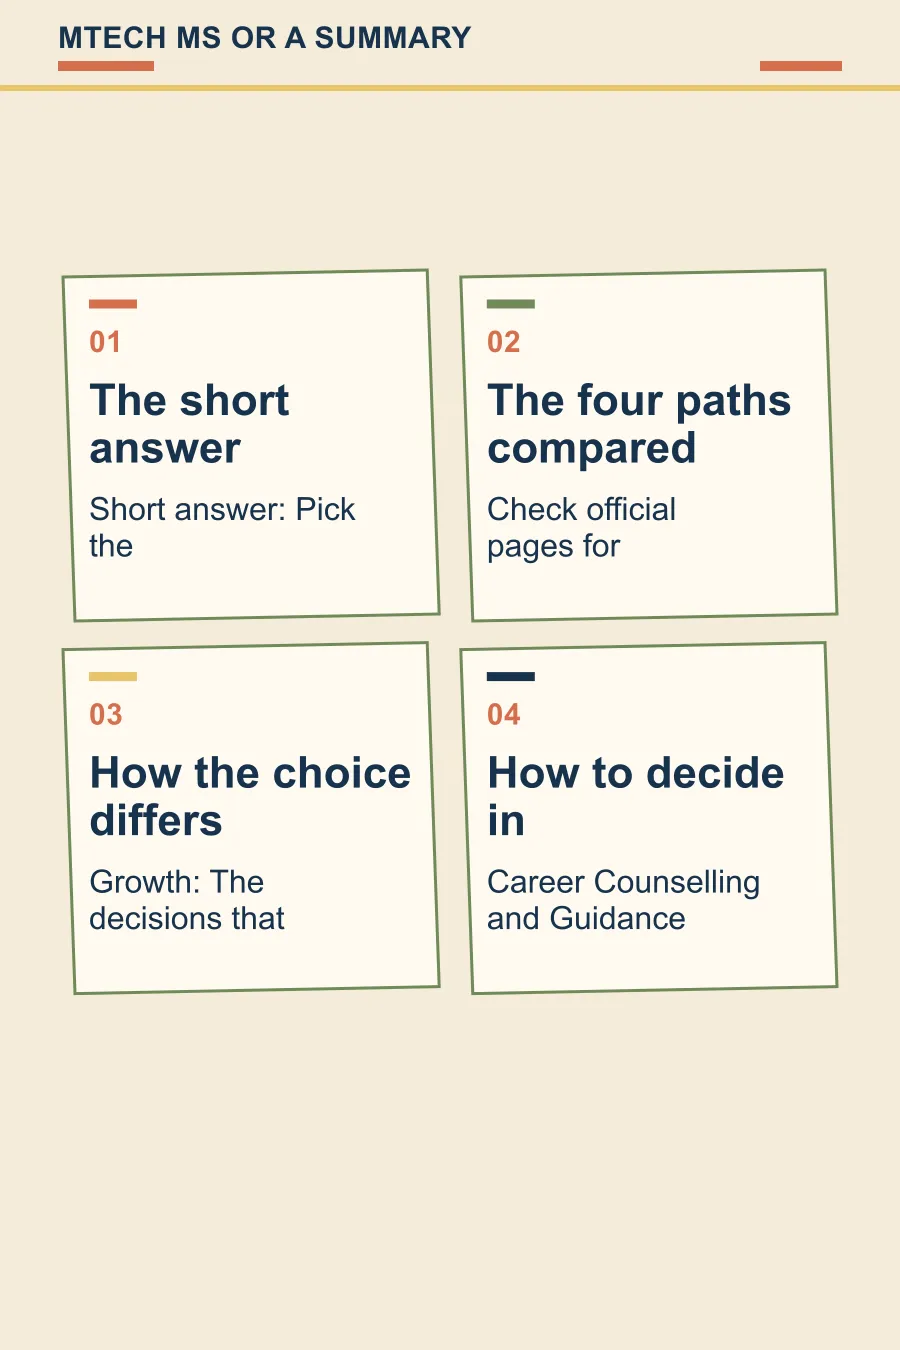 MTECH MS OR A SUMMARY
01
The short
answer
Short answer: Pick
the
02
The four paths
compared
Check official
pages for
03
How the choice
differs
Growth: The
decisions that
04
How to decide
in
Career Counselling
and Guidance